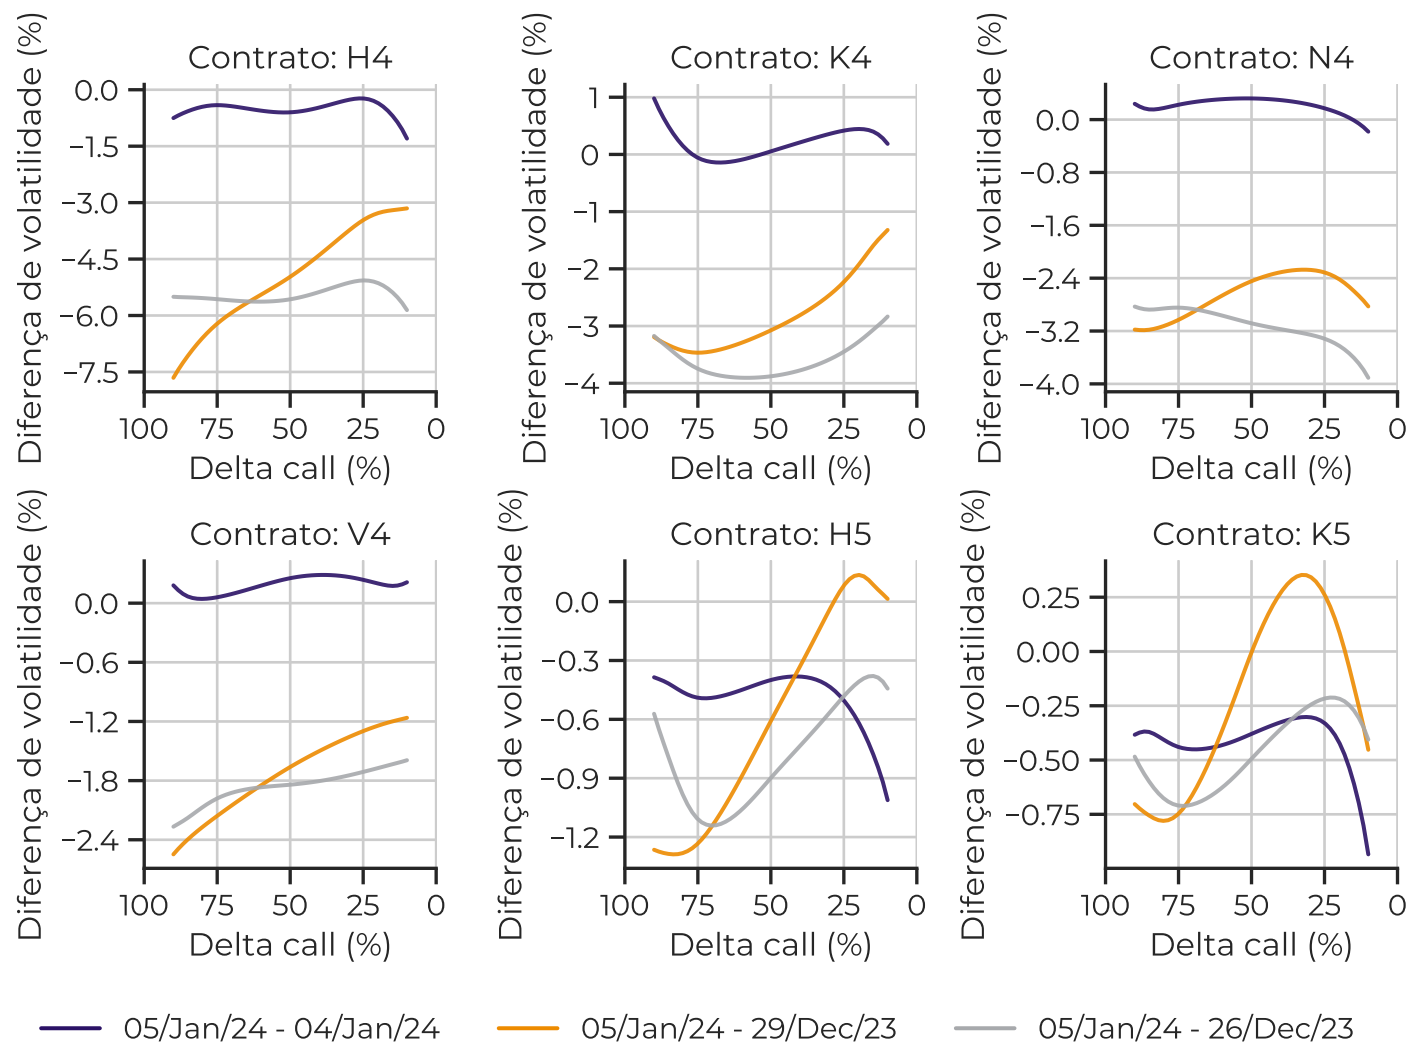 Contrato: H4
Diferença de volatilidade (%)
0.0
−1.5
−3.0
−4.5
−6.0
−7.5
100 75 50 25 0
Delta call (%)
Contrato: K4
Diferença de volatilidade (%)
1
0
−1
−2
−3
−4
100 75 50 25 0
Delta call (%)
Contrato: N4
Diferença de volatilidade (%)
0.0
−0.8
−1.6
−2.4
−3.2
−4.0
100 75 50 25 0
Delta call (%)
Contrato: V4
Diferença de volatilidade (%)
0.0
−0.6
−1.2
−1.8
−2.4
100 75 50 25 0
Delta call (%)
Contrato: H5
Diferença de volatilidade (%)
0.0
−0.3
−0.6
−0.9
−1.2
100 75 50 25 0
Delta call (%)
Contrato: K5
Diferença de volatilidade (%)
0.25
0.00
−0.25
−0.50
−0.75
100 75 50 25 0
Delta call (%)
05/Jan/24 - 04/Jan/24
05/Jan/24 - 29/Dec/23
05/Jan/24 - 26/Dec/23